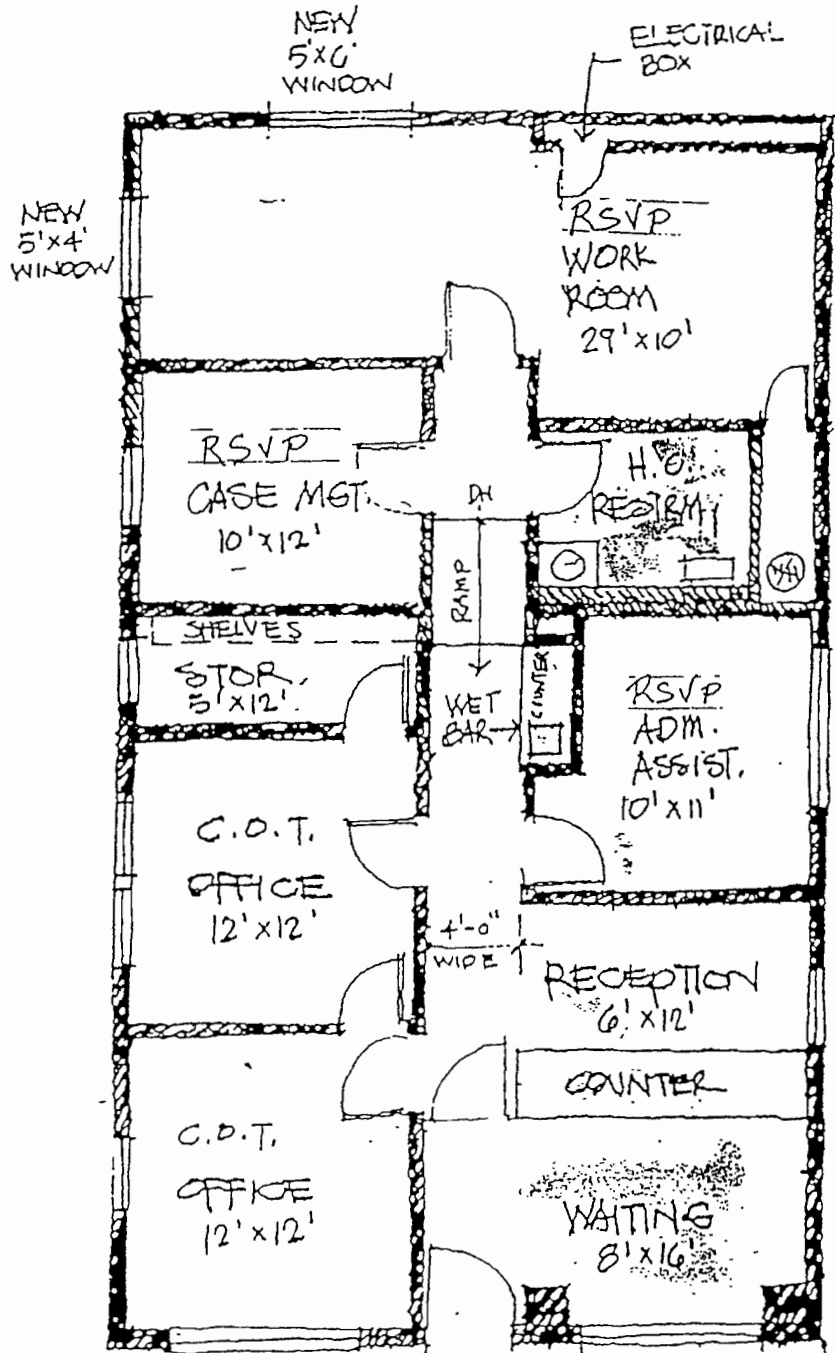 NEW
5'X6'
WINDOW
ELECTRICAL
BOX
NEW
5'X4'
WINDOW
RSVP
WORK
ROOM
29'X10'
RSVP
CASE MGT.
10'X12'
DN
H.C.
RESTRM.
RAMP
WH
SHELVES
STOR.
5'X12'
WET
BAR
COUNTER
RSVP
ADM.
ASSIST.
10'X11'
C.O.T.
OFFICE
12'X12'
4'-0"
WIDE
RECEPTION
6'X12'
COUNTER
C.O.T.
OFFICE
12'X12'
WAITING
8'X16'